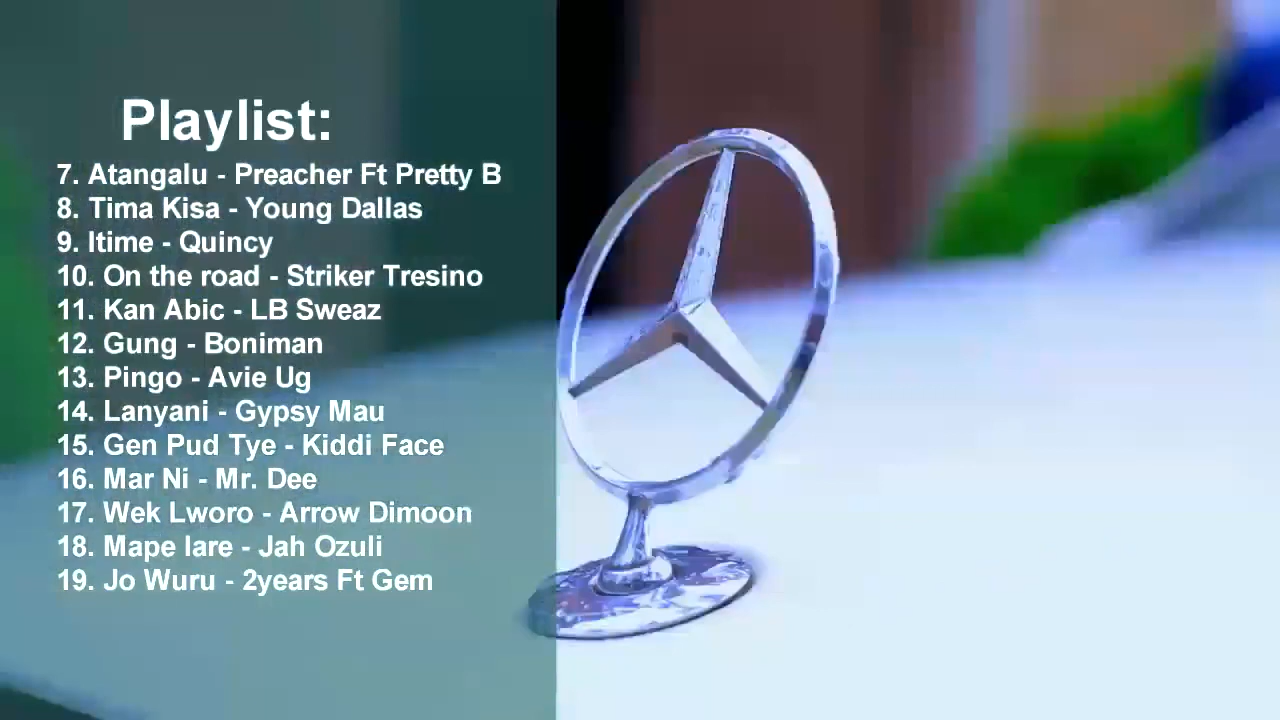 Playlist:
7. Atangalu - Preacher Ft Pretty B
8. Tima Kisa - Young Dallas
9. Itime - Quincy
10. On the road - Striker Tresino
11. Kan Abic - LB Sweaz
12. Gung - Boniman
13. Pingo - Avie Ug
14. Lanyani - Gypsy Mau
15. Gen Pud Tye - Kiddi Face
16. Mar Ni - Mr. Dee
17. Wek Lworo - Arrow Dimoon
18. Mape lare - Jah Ozuli
19. Jo Wuru - 2years Ft Gem